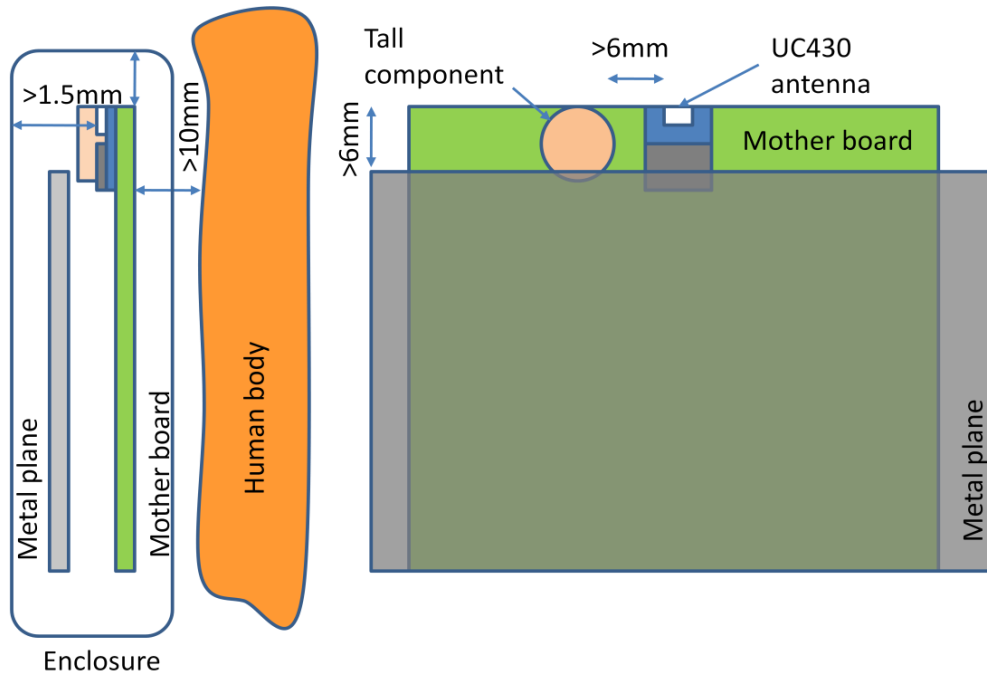 Tall
component
>6mm
UC430
antenna
>1.5mm
>10mm
>6mm
Mother board
Metal plane
Mother board
Human body
Metal plane
Enclosure